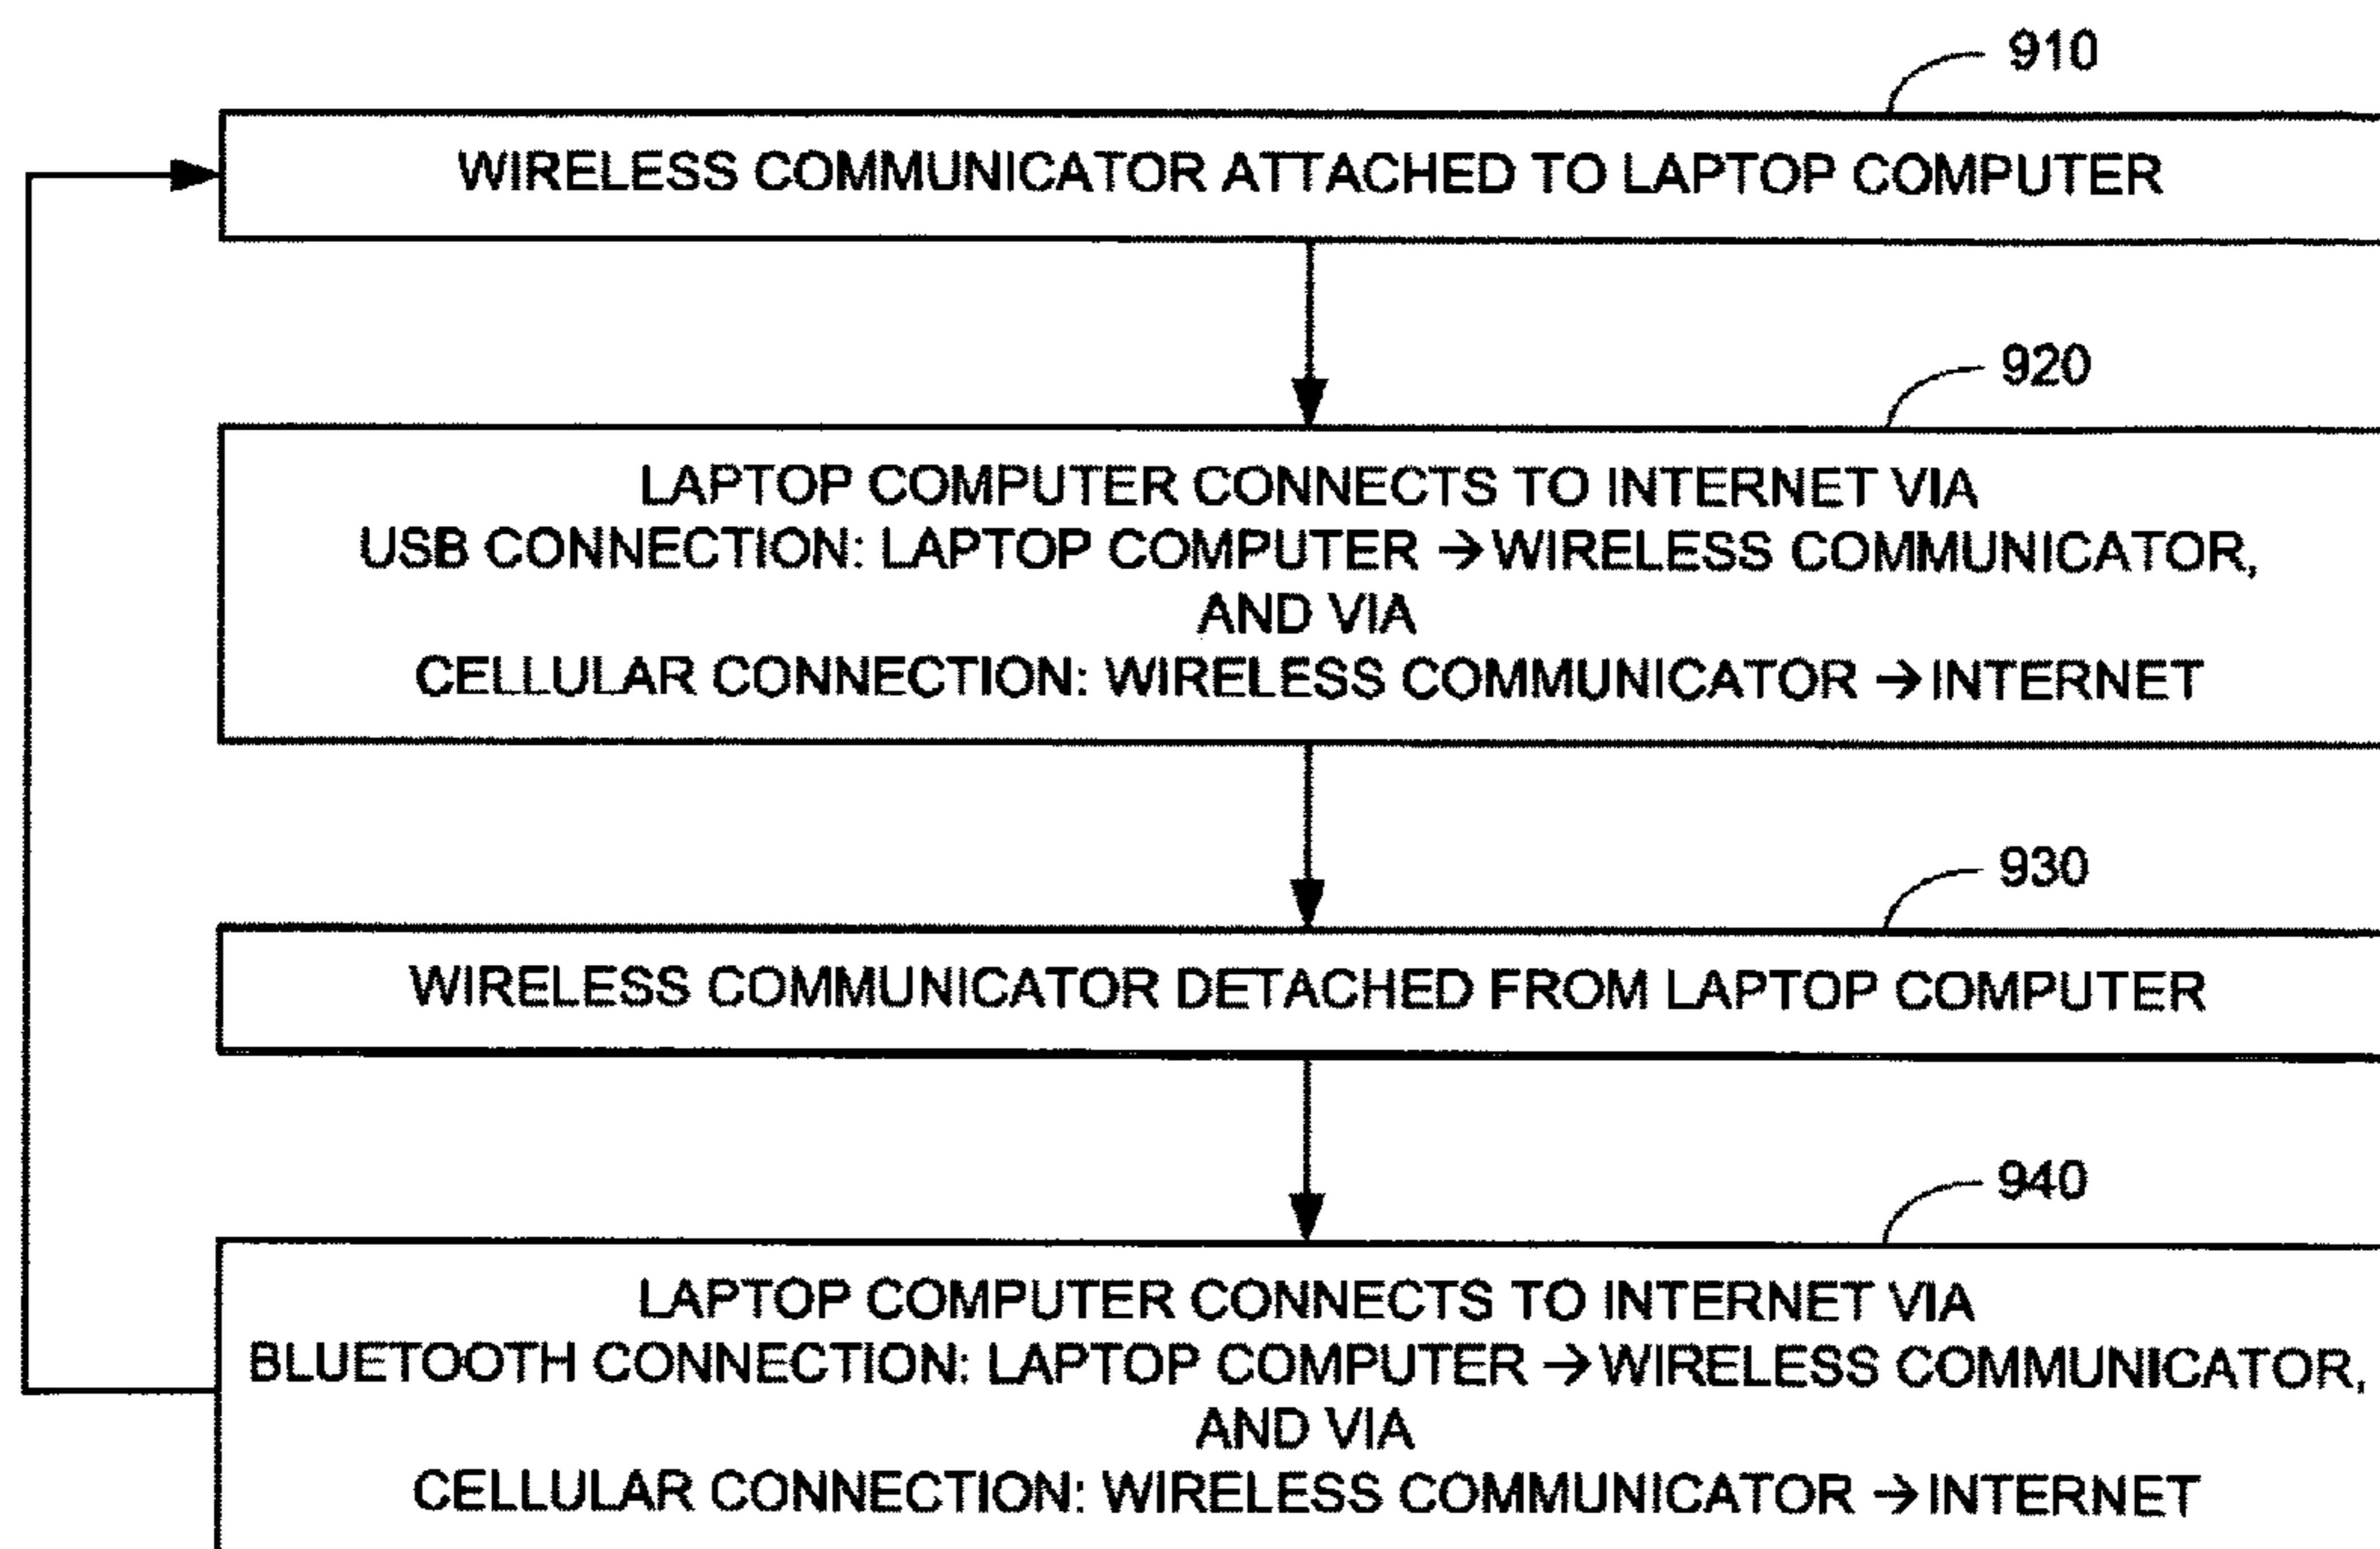 910
WIRELESS COMMUNICATOR ATTACHED TO LAPTOP COMPUTER
920
LAPTOP COMPUTER CONNECTS TO INTERNET VIA
USB CONNECTION: LAPTOP COMPUTER → WIRELESS COMMUNICATOR,
AND VIA
CELLULAR CONNECTION: WIRELESS COMMUNICATOR → INTERNET
930
WIRELESS COMMUNICATOR DETACHED FROM LAPTOP COMPUTER
940
LAPTOP COMPUTER CONNECTS TO INTERNET VIA
BLUETOOTH CONNECTION: LAPTOP COMPUTER → WIRELESS COMMUNICATOR,
AND VIA
CELLULAR CONNECTION: WIRELESS COMMUNICATOR → INTERNET